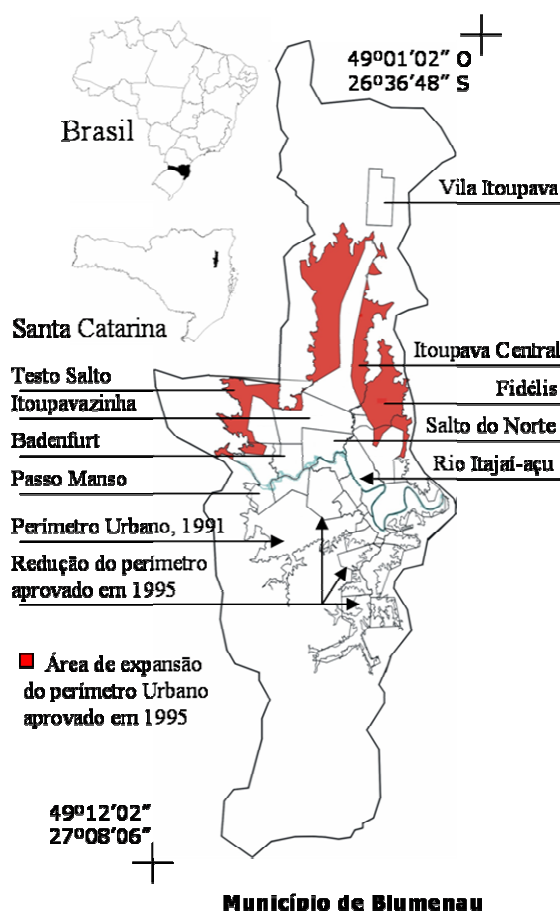 49º01'02" O
26º36'48" S
Brasil
Vila Itoupava
Santa Catarina
Itoupava Central
Testo Salto
Fidélis
Itoupavazinha
Salto do Norte
Badenfurt
Rio Itajaí-açu
Passo Manso
Perímetro Urbano, 1991
Redução do perímetro
aprovado em 1995
Área de expansão
do perímetro Urbano
aprovado em 1995
49º12'02"
27º08'06"
Município de Blumenau